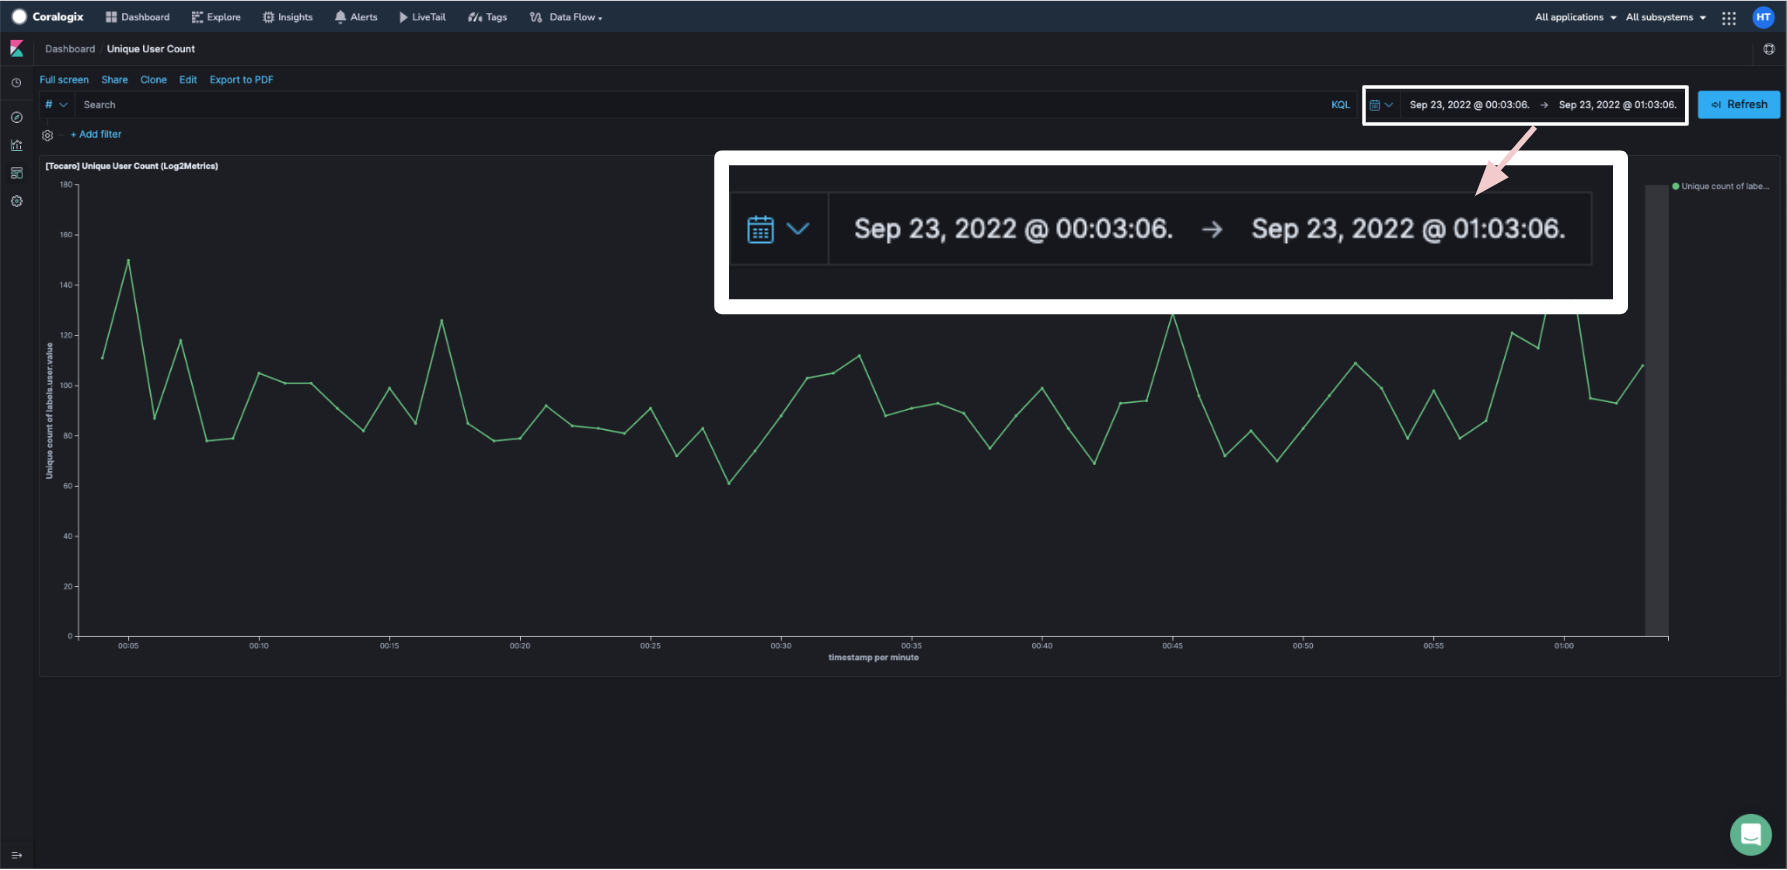 Coralogix Dashboard Explore Insights Alerts LiveTail Tags Data Flow All applications All subsystems HT
Dashboard / Unique User Count
Full screen Share Clone Edit Export to PDF
# Search KQL Sep 23, 2022 @ 00:03:06. → Sep 23, 2022 @ 01:03:06. Refresh
+ Add filter
[Tocaro] Unique User Count (Log2Metrics)
Sep 23, 2022 @ 00:03:06. → Sep 23, 2022 @ 01:03:06.
Unique count of labe...
180
160
140
120
100
80
60
40
20
0
Unique count of labels.user.value
00:05 00:10 00:15 00:20 00:25 00:30 00:35 00:40 00:45 00:50 00:55 01:00
timestamp per minute